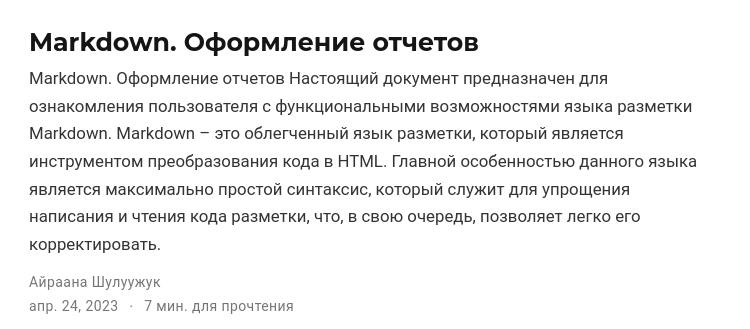 Markdown. Оформление отчетов
Markdown. Оформление отчетов Настоящий документ предназначен для
ознакомления пользователя с функциональными возможностями языка разметки
Markdown. Markdown – это облегченный язык разметки, который является
инструментом преобразования кода в HTML. Главной особенностью данного языка
является максимально простой синтаксис, который служит для упрощения
написания и чтения кода разметки, что, в свою очередь, позволяет легко его
корректировать.
Айраана Шулуужук
апр. 24, 2023 · 7 мин. для прочтения